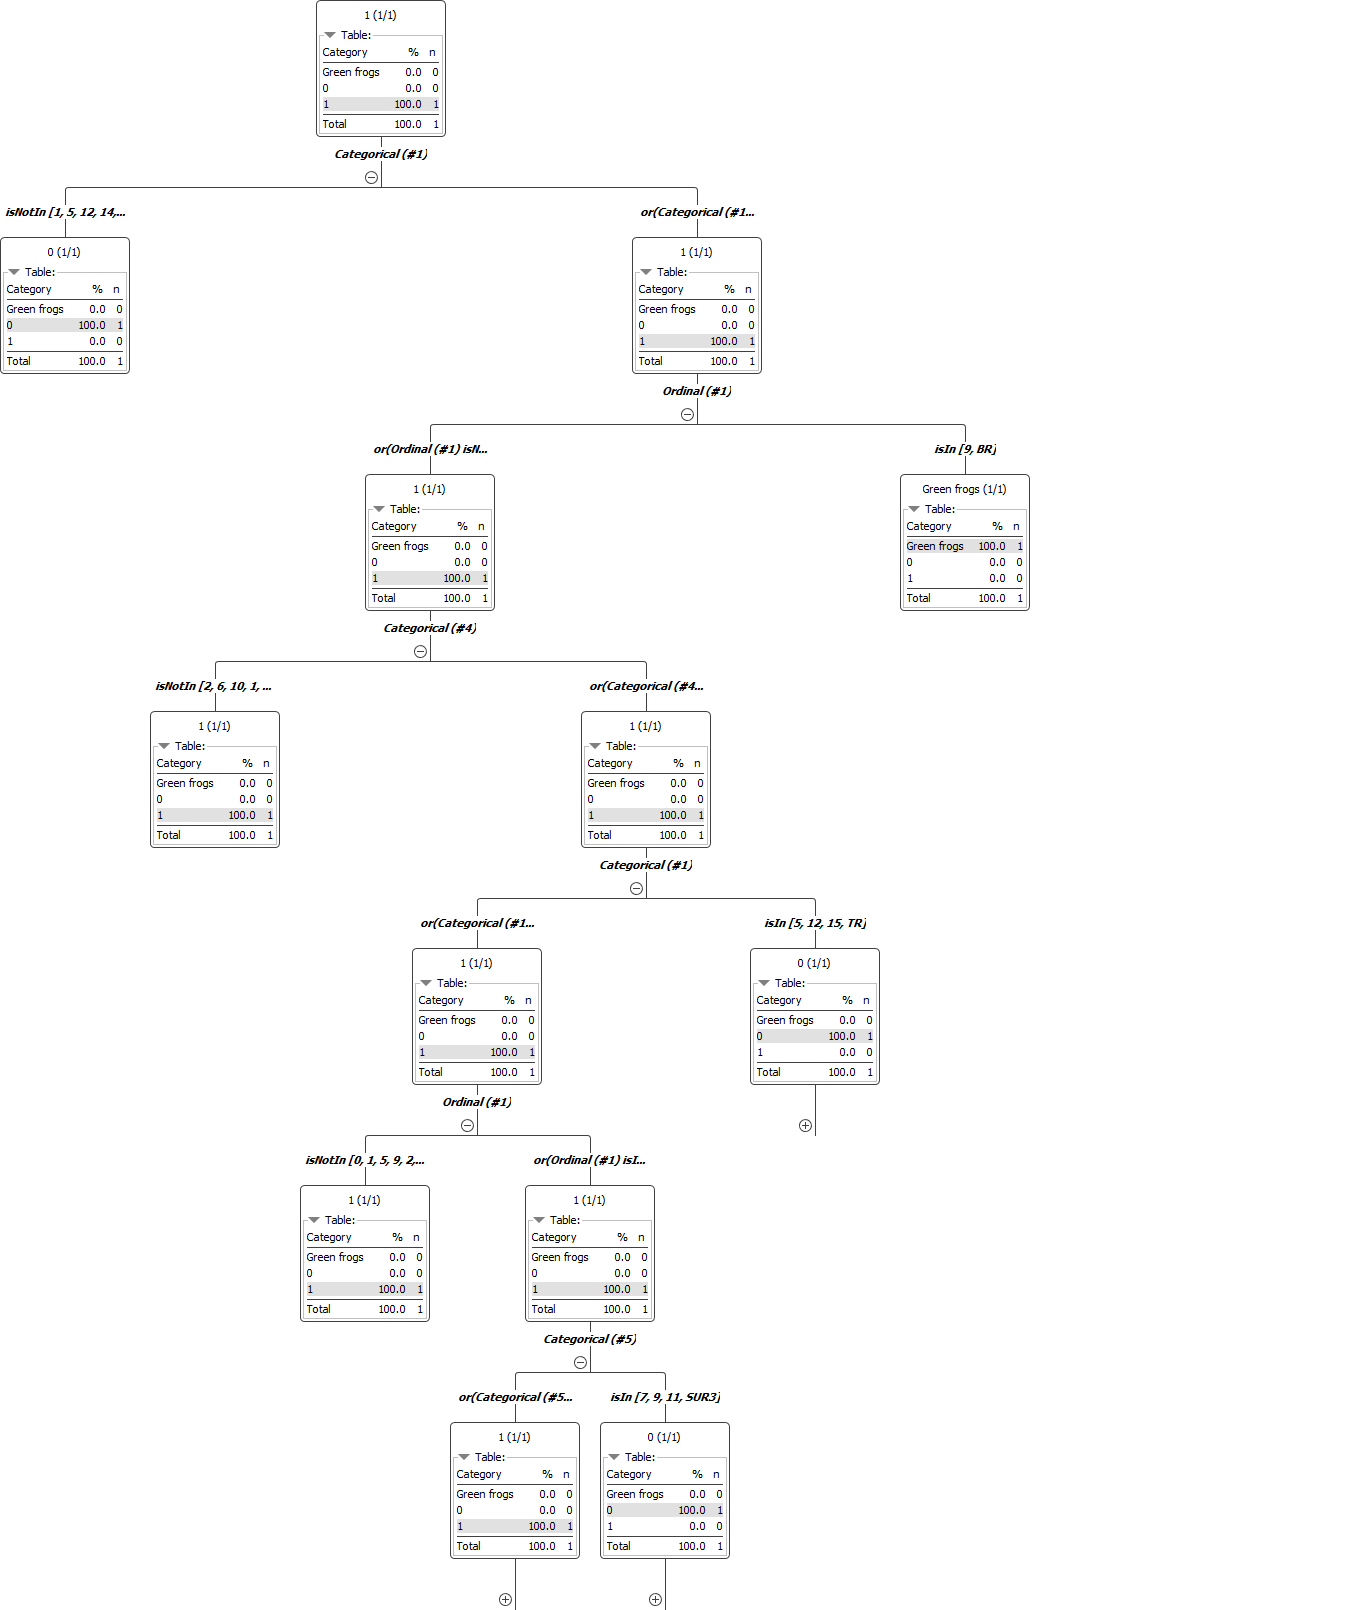 1 (1/1)
Table:
Category % n
Green frogs 0.0 0
0 0.0 0
1 100.0 1
Total 100.0 1
Categorical (#1)
isNotIn [1, 5, 12, 14,...
or(Categorical (#1...
0 (1/1)
Table:
Category % n
Green frogs 0.0 0
0 100.0 1
1 0.0 0
Total 100.0 1
1 (1/1)
Table:
Category % n
Green frogs 0.0 0
0 0.0 0
1 100.0 1
Total 100.0 1
Ordinal (#1)
or(Ordinal (#1) isN...
isIn [9, BR]
1 (1/1)
Table:
Category % n
Green frogs 0.0 0
0 0.0 0
1 100.0 1
Total 100.0 1
Green frogs (1/1)
Table:
Category % n
Green frogs 100.0 1
0 0.0 0
1 0.0 0
Total 100.0 1
Categorical (#4)
isNotIn [2, 6, 10, 1, ...
or(Categorical (#4...
1 (1/1)
Table:
Category % n
Green frogs 0.0 0
0 0.0 0
1 100.0 1
Total 100.0 1
1 (1/1)
Table:
Category % n
Green frogs 0.0 0
0 0.0 0
1 100.0 1
Total 100.0 1
Categorical (#1)
or(Categorical (#1...
isIn [5, 12, 15, TR]
1 (1/1)
Table:
Category % n
Green frogs 0.0 0
0 0.0 0
1 100.0 1
Total 100.0 1
0 (1/1)
Table:
Category % n
Green frogs 0.0 0
0 100.0 1
1 0.0 0
Total 100.0 1
Ordinal (#1)
isNotIn [0, 1, 5, 9, 2,...
or(Ordinal (#1) isI...
1 (1/1)
Table:
Category % n
Green frogs 0.0 0
0 0.0 0
1 100.0 1
Total 100.0 1
1 (1/1)
Table:
Category % n
Green frogs 0.0 0
0 0.0 0
1 100.0 1
Total 100.0 1
Categorical (#5)
or(Categorical (#5...
isIn [7, 9, 11, SUR3]
1 (1/1)
Table:
Category % n
Green frogs 0.0 0
0 0.0 0
1 100.0 1
Total 100.0 1
0 (1/1)
Table:
Category % n
Green frogs 0.0 0
0 100.0 1
1 0.0 0
Total 100.0 1